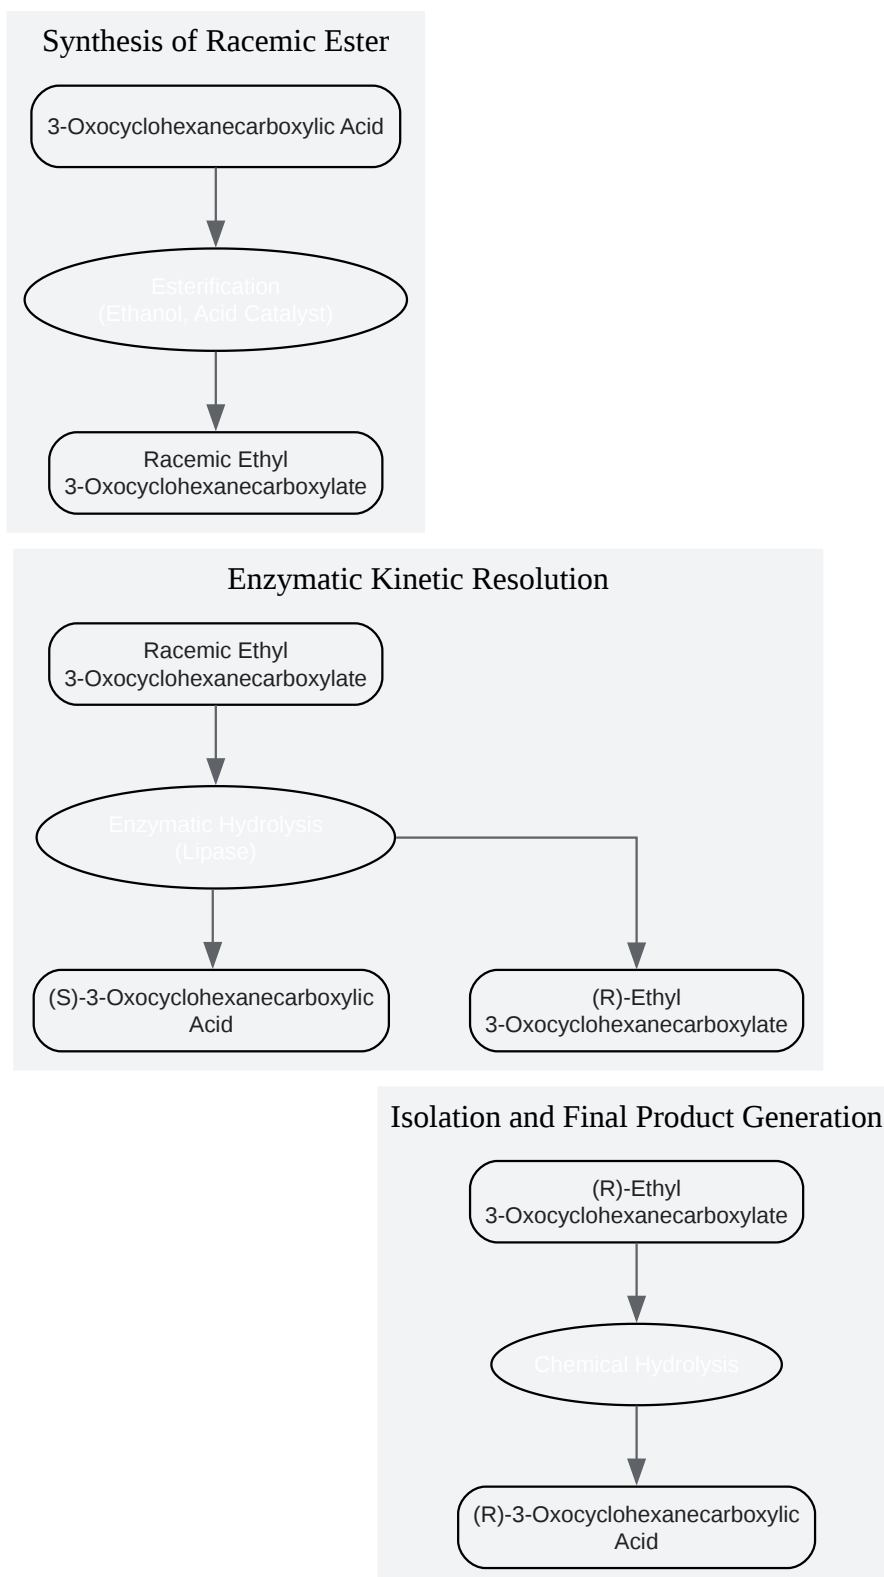 Synthesis of Racemic Ester
3-Oxocyclohexanecarboxylic Acid
Esterification
(Ethanol, Acid Catalyst)
Racemic Ethyl
3-Oxocyclohexanecarboxylate
Enzymatic Kinetic Resolution
Racemic Ethyl
3-Oxocyclohexanecarboxylate
Enzymatic Hydrolysis
(Lipase)
(S)-3-Oxocyclohexanecarboxylic
Acid
(R)-Ethyl
3-Oxocyclohexanecarboxylate
Isolation and Final Product Generation
(R)-Ethyl
3-Oxocyclohexanecarboxylate
Chemical Hydrolysis
(R)-3-Oxocyclohexanecarboxylic
Acid